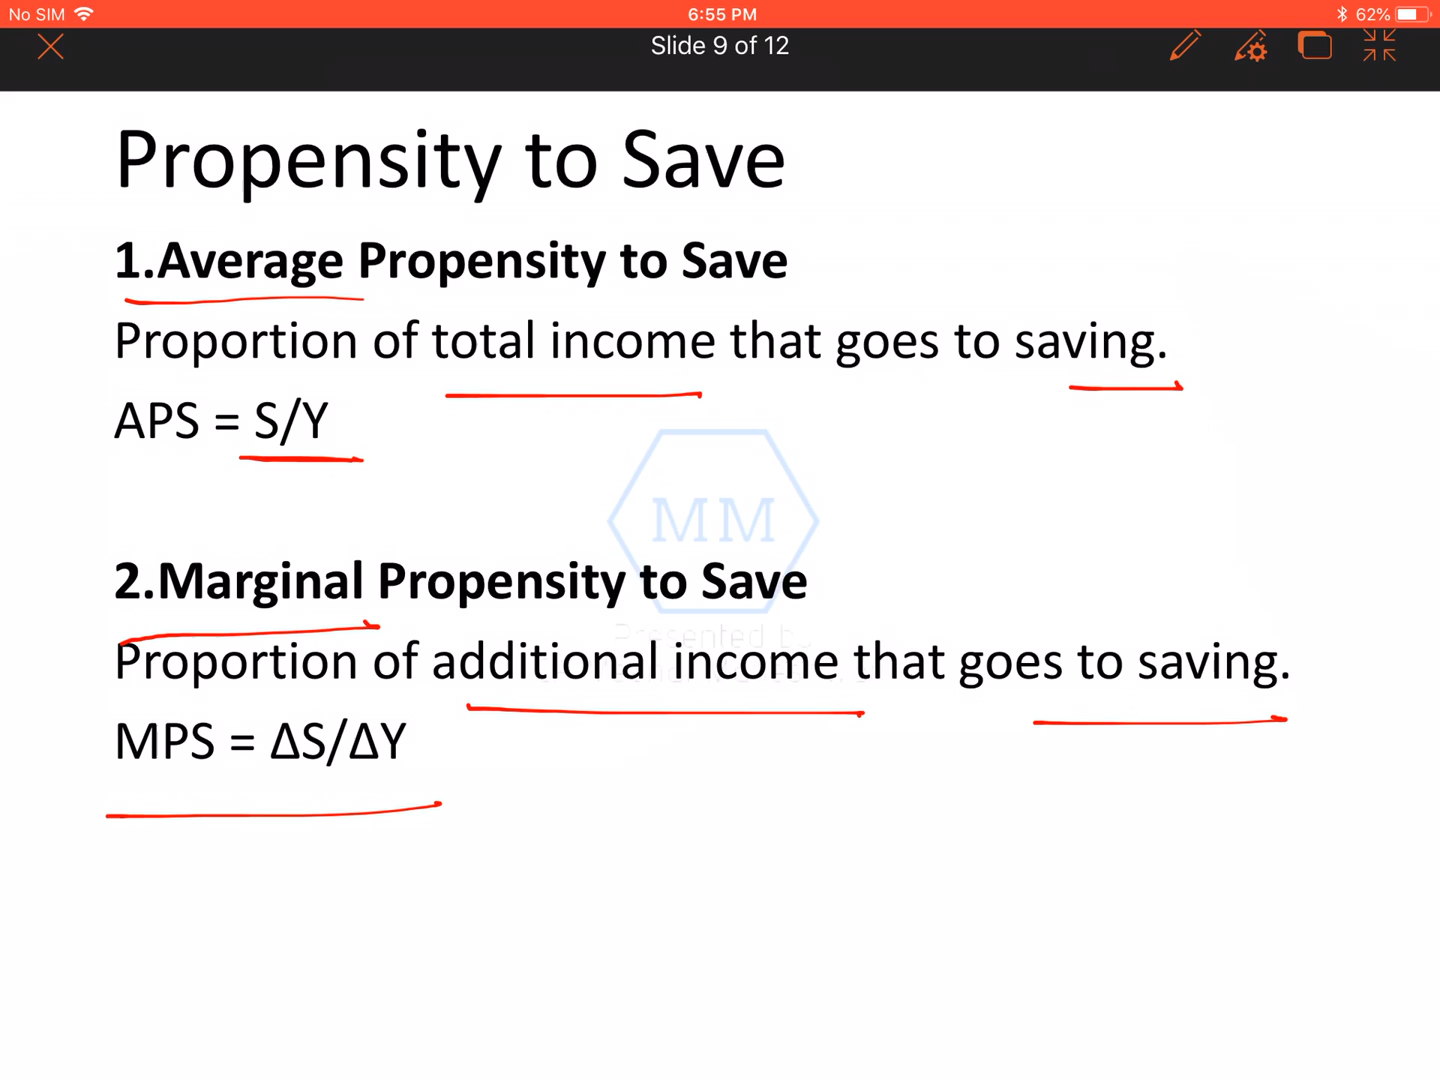 No SIM 6:55 PM 62%
Slide 9 of 12
Propensity to Save
1.Average Propensity to Save
Proportion of total income that goes to saving.
APS = S/Y
MM
2.Marginal Propensity to Save
Presented by
Proportion of additional income that goes to saving.
MPS = ΔS/ΔY